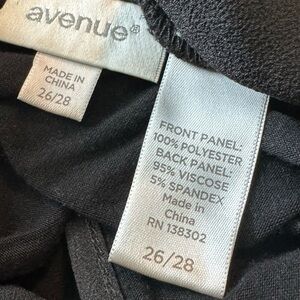 avenue®
MADE IN
CHINA
26/28
FRONT PANEL:
100% POLYESTER
BACK PANEL:
95% VISCOSE
5% SPANDEX
Made in
China
RN 138302
26/28